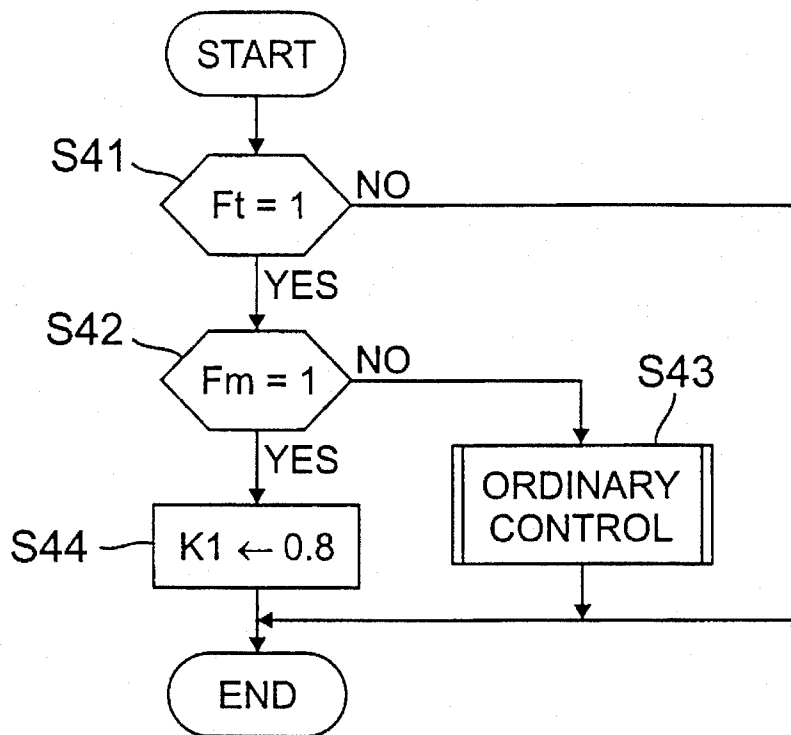 START
S41
Ft = 1
NO
YES
S42
Fm = 1
NO
YES
S43
ORDINARY
CONTROL
S44
K1 ← 0.8
END